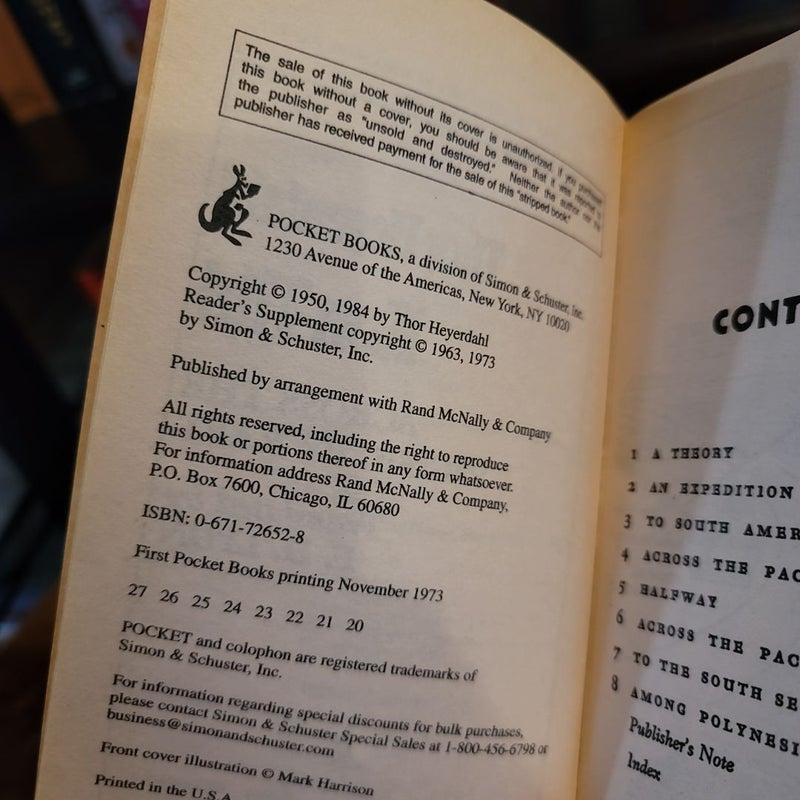 The sale of this book without its cover is unauthorized. If you purchased
this book without a cover, you should be aware that it was reported to
the publisher as "unsold and destroyed." Neither the author nor the
publisher has received payment for the sale of this "stripped book."
POCKET BOOKS, a division of Simon & Schuster, Inc.
1230 Avenue of the Americas, New York, NY 10020
Copyright © 1950, 1984 by Thor Heyerdahl
Reader's Supplement copyright © 1963, 1973
by Simon & Schuster, Inc.
Published by arrangement with Rand McNally & Company
All rights reserved, including the right to reproduce
this book or portions thereof in any form whatsoever.
For information address Rand McNally & Company,
P.O. Box 7600, Chicago, IL 60680
ISBN: 0-671-72652-8
First Pocket Books printing November 1973
27 26 25 24 23 22 21 20
POCKET and colophon are registered trademarks of
Simon & Schuster, Inc.
For information regarding special discounts for bulk purchases,
please contact Simon & Schuster Special Sales at 1-800-456-6798 or
business@simonandschuster.com
Front cover illustration © Mark Harrison
Printed in the U.S.A.
CONT
1 A THEORY
2 AN EXPEDITION
3 TO SOUTH AMER
4 ACROSS THE PAC
5 HALFWAY
6 ACROSS THE PAC
7 TO THE SOUTH SE
8 AMONG POLYNESI
Publisher's Note
Index